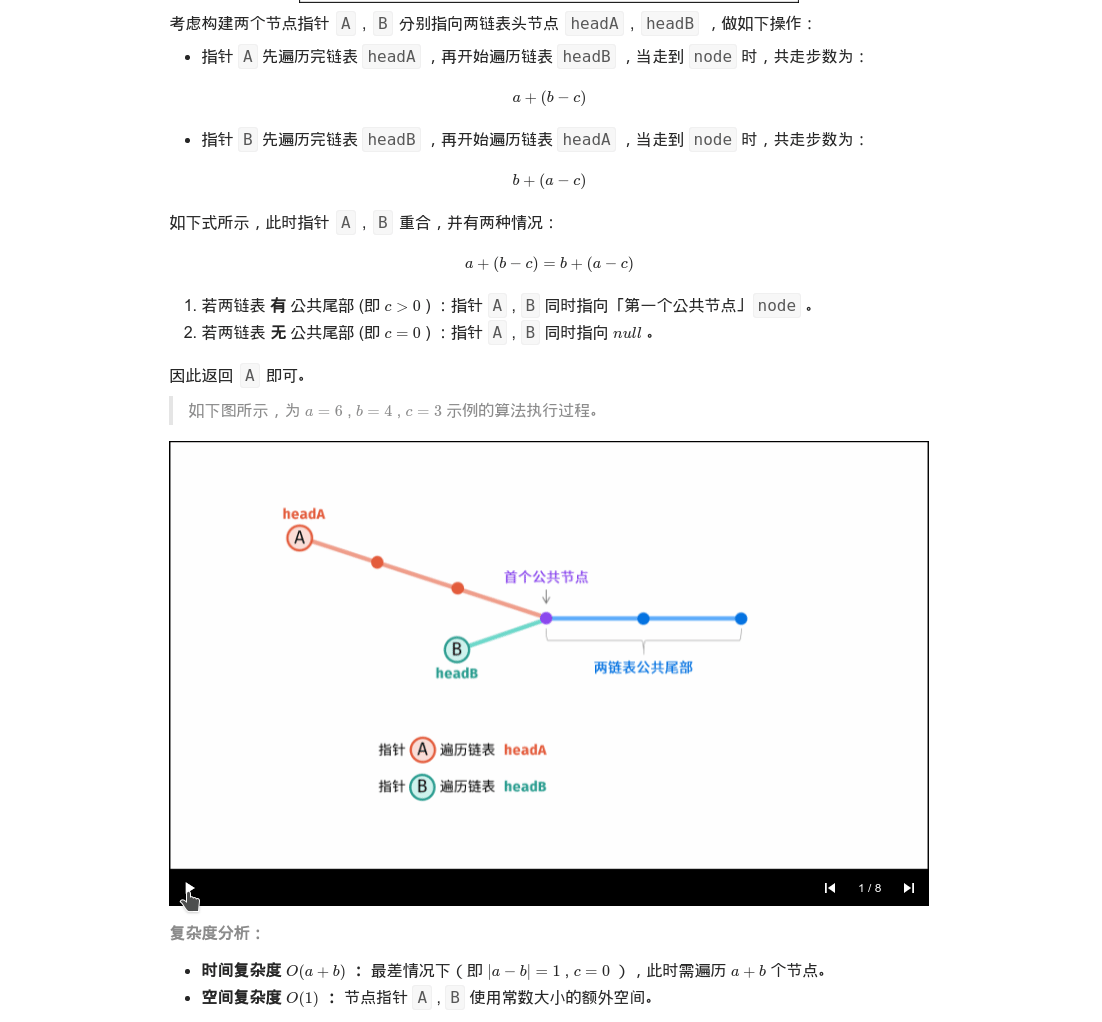 考虑构建两个节点指针 A , B 分别指向两链表头节点 headA , headB ，做如下操作：
• 指针 A 先遍历完链表 headA ，再开始遍历链表 headB ，当走到 node 时，共走步数为：
a + (b − c)
• 指针 B 先遍历完链表 headB ，再开始遍历链表 headA ，当走到 node 时，共走步数为：
b + (a − c)
如下式所示，此时指针 A , B 重合，并有两种情况：
a + (b − c) = b + (a − c)
1. 若两链表 有 公共尾部 (即 c > 0 ) ：指针 A , B 同时指向「第一个公共节点」 node 。
2. 若两链表 无 公共尾部 (即 c = 0 ) ：指针 A , B 同时指向 null 。
因此返回 A 即可。
如下图所示，为 a = 6 , b = 4 , c = 3 示例的算法执行过程。
headA
A
首个公共节点
B
headB
两链表公共尾部
指针 A 遍历链表 headA
指针 B 遍历链表 headB
1 / 8
复杂度分析：
• 时间复杂度 O(a + b) ： 最差情况下（即 |a − b| = 1 , c = 0 ），此时需遍历 a + b 个节点。
• 空间复杂度 O(1) ： 节点指针 A , B 使用常数大小的额外空间。